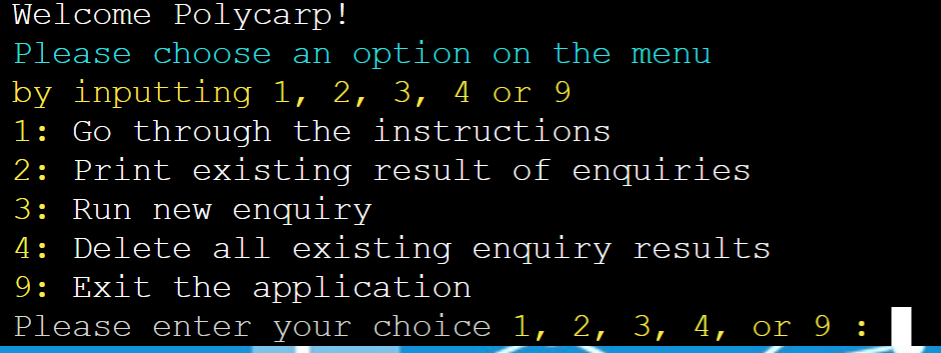 Welcome Polycarp!
Please choose an option on the menu
by inputting 1, 2, 3, 4 or 9
1: Go through the instructions
2: Print existing result of enquiries
3: Run new enquiry
4: Delete all existing enquiry results
9: Exit the application
Please enter your choice 1, 2, 3, 4, or 9 :